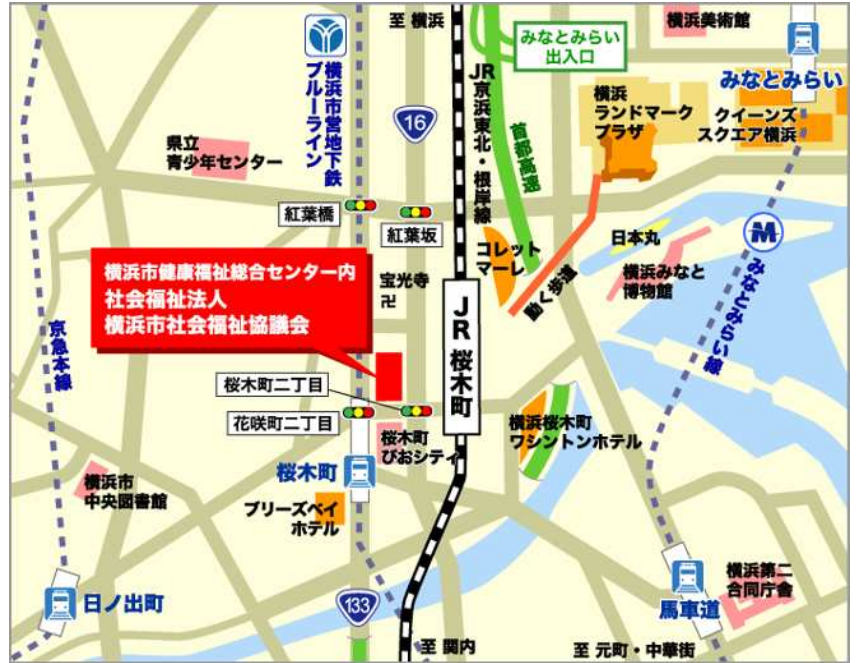 至 横浜
みなとみらい
出入口
横浜美術館
みなとみらい
横浜市営地下鉄
ブルーライン
16
JR京浜東北・根岸線
首都高速
横浜
ランドマーク
プラザ
クイーンズ
スクエア横浜
県立
青少年センター
紅葉橋
紅葉坂
コレット
マーレ
日本丸
横浜みなと
博物館
動く歩道
M
みなとみらい線
横浜市健康福祉総合センター内
社会福祉法人
横浜市社会福祉協議会
宝光寺
卍
JR 桜木町
京急本線
桜木町二丁目
花咲町二丁目
桜木町
ぴおシティ
横浜桜木町
ワシントンホテル
横浜市
中央図書館
桜木町
ブリーズベイ
ホテル
日ノ出町
133
馬車道
横浜第二
合同庁舎
至 関内
至 元町・中華街